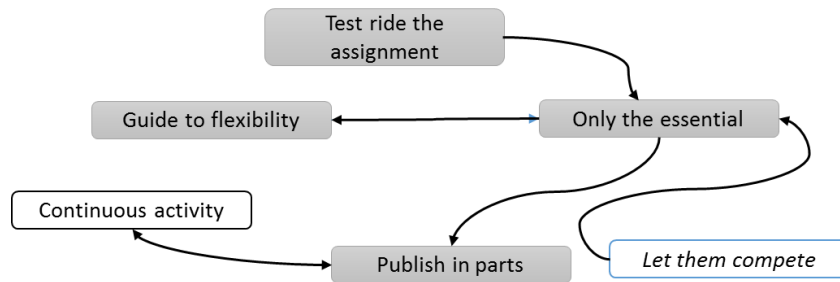 Test ride the
assignment
Guide to flexibility
Only the essential
Continuous activity
Publish in parts
Let them compete